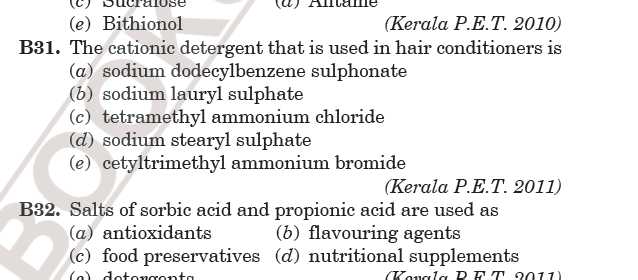 (c) Sucralose (d) Alitame
(e) Bithionol (Kerala P.E.T. 2010)
B31. The cationic detergent that is used in hair conditioners is
(a) sodium dodecylbenzene sulphonate
(b) sodium lauryl sulphate
(c) tetramethyl ammonium chloride
(d) sodium stearyl sulphate
(e) cetyltrimethyl ammonium bromide
(Kerala P.E.T. 2011)
B32. Salts of sorbic acid and propionic acid are used as
(a) antioxidants (b) flavouring agents
(c) food preservatives (d) nutritional supplements
(e) detergents (Kerala P.E.T. 2011)